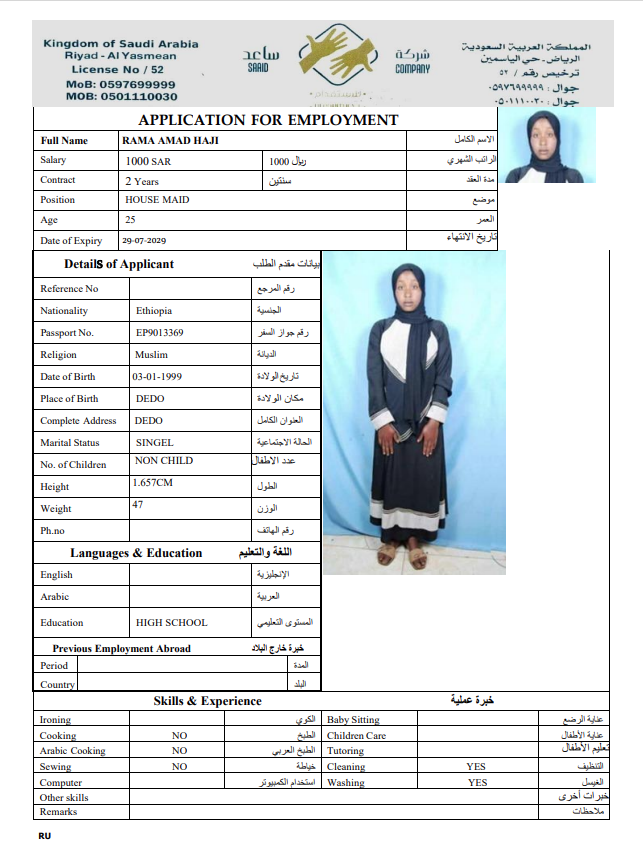 Kingdom of Saudi Arabia
Riyadh - Al Yasmean
License No / 52
MoB: 0597699999
MOB: 0501110030
ساعد
SAAID
شركة
COMPANY
المملكة العربية السعودية
الرياض - حي الياسمين
ترخيص رقم / ٥٢
جوال : ٠٥٩٧٦٩٩٩٩٩
جوال : ٠٥٠١١١٠٠٣٠
APPLICATION FOR EMPLOYMENT
Full Name RAMA AMAD HAJI الاسم الكامل
Salary 1000 SAR 1000 ريال الراتب الشهري
Contract 2 Years سنتين مدة العقد
Position HOUSE MAID موضع
Age 25 العمر
Date of Expiry 29-07-2029 تاريخ الانتهاء
Details of Applicant بيانات مقدم الطلب
Reference No رقم المرجع
Nationality Ethiopia الجنسية
Passport No. EP9013369 رقم جواز السفر
Religion Muslim الديانة
Date of Birth 03-01-1999 تاريخ الولادة
Place of Birth DEDO مكان الولادة
Complete Address DEDO العنوان الكامل
Marital Status SINGEL الحالة الاجتماعية
No. of Children NON CHILD عدد الاطفال
Height 1.657CM الطول
Weight 47 الوزن
Ph.no رقم الهاتف
Languages & Education اللغة والتعليم
English الإنجليزية
Arabic العربية
Education HIGH SCHOOL المستوى التعليمي
Previous Employment Abroad خبرة خارج البلاد
Period المدة
Country البلد
Skills & Experience خبرة عملية
Ironing الكوي Baby Sitting عناية الرضع
Cooking NO الطبخ Children Care عناية الأطفال
Arabic Cooking NO الطبخ العربي Tutoring تعليم الأطفال
Sewing NO خياطة Cleaning YES التنظيف
Computer استخدام الكمبيوتر Washing YES الغسيل
Other skills خبرات أخرى
Remarks ملاحظات
RU